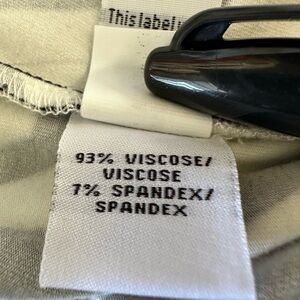 This label
93% VISCOSE/
VISCOSE
7% SPANDEX/
SPANDEX